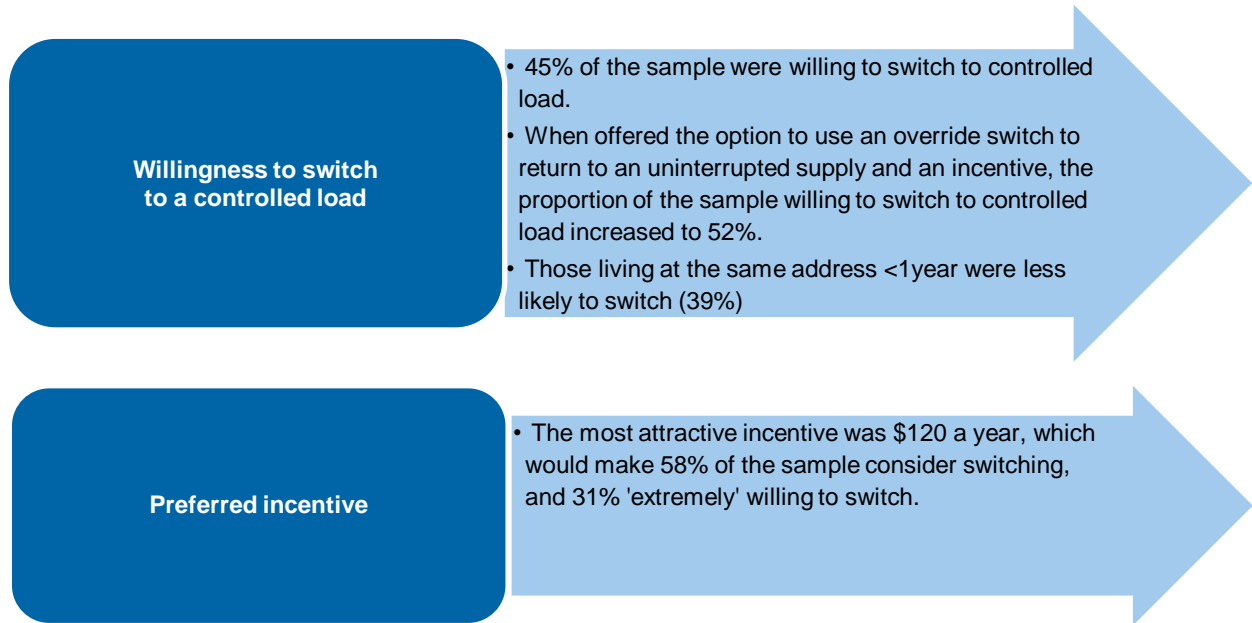 Willingness to switch
to a controlled load
• 45% of the sample were willing to switch to controlled
load.
• When offered the option to use an override switch to
return to an uninterrupted supply and an incentive, the
proportion of the sample willing to switch to controlled
load increased to 52%.
• Those living at the same address <1year were less
likely to switch (39%)
Preferred incentive
• The most attractive incentive was $120 a year, which
would make 58% of the sample consider switching,
and 31% 'extremely' willing to switch.